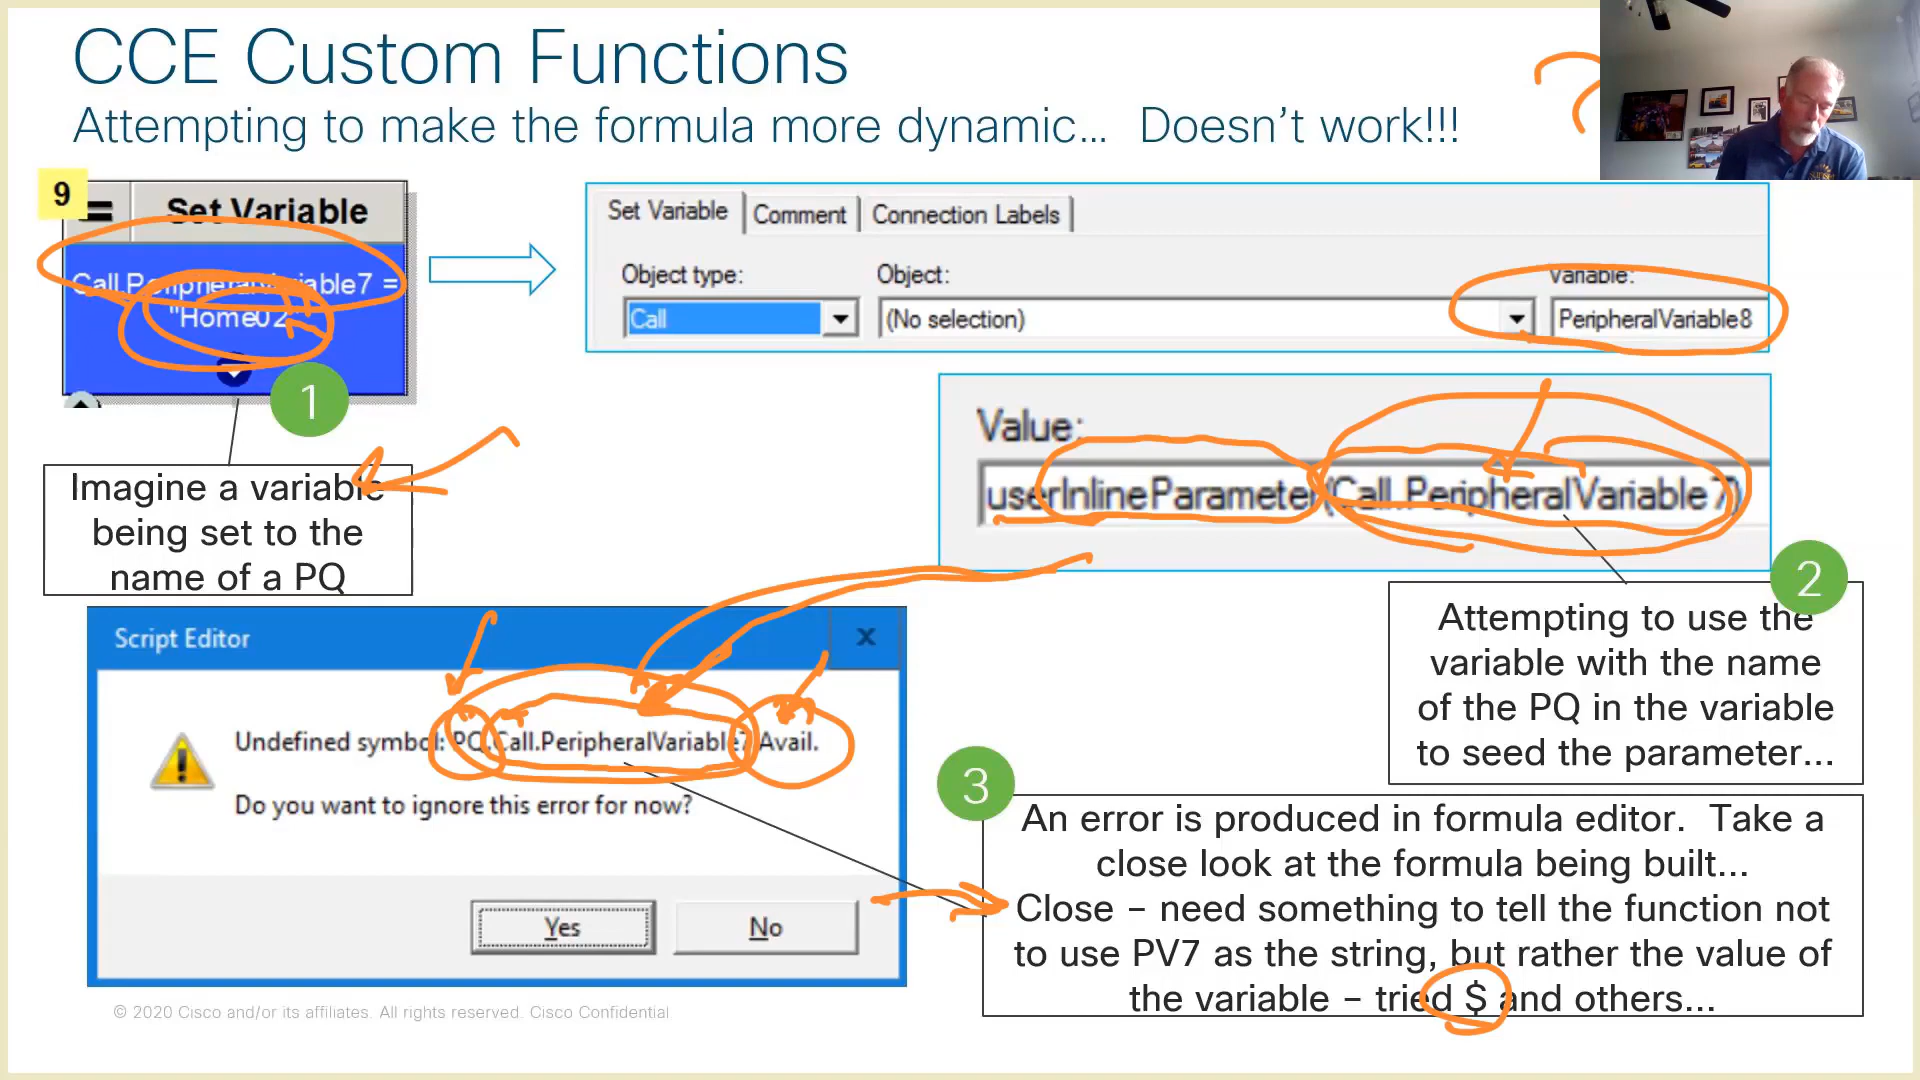 CCE Custom Functions
Attempting to make the formula more dynamic... Doesn't work!!!
9
Set Variable
Call.PeripheralVariable7 =
"Home02"
1
Imagine a variable
being set to the
name of a PQ
Set Variable
Comment
Connection Labels
Object type:
Object:
Variable:
Call
(No selection)
PeripheralVariable8
Value:
userInlineParameter(Call.PeripheralVariable7)
2
Attempting to use the
variable with the name
of the PQ in the variable
to seed the parameter...
Script Editor
x
Undefined symbol: PQ.Call.PeripheralVariable7.Avail.
Do you want to ignore this error for now?
Yes
No
3
An error is produced in formula editor. Take a
close look at the formula being built...
Close – need something to tell the function not
to use PV7 as the string, but rather the value of
the variable – tried $ and others...
© 2020 Cisco and/or its affiliates. All rights reserved. Cisco Confidential